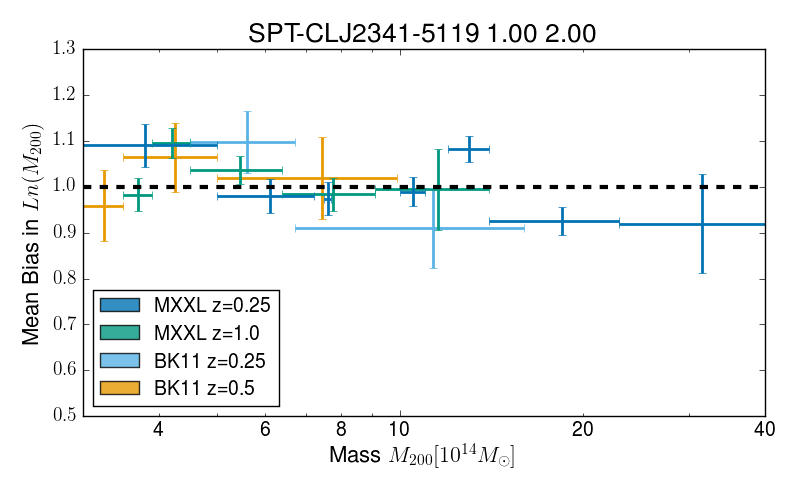 SPT-CLJ2341-5119 1.00 2.00
Mean Bias in Ln(M₂₀₀)
1.3
1.2
1.1
1.0
0.9
0.8
0.7
0.6
0.5
MXXL z=0.25
MXXL z=1.0
BK11 z=0.25
BK11 z=0.5
4 6 8 10 20 40
Mass M₂₀₀[10¹⁴M☉]